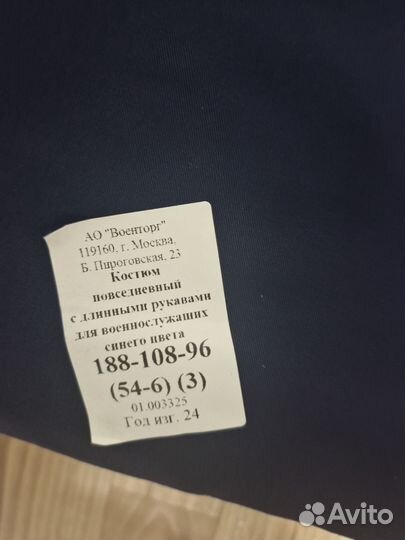 АО "Военторг"
119160, г. Москва,
Б. Пироговская, 23
Костюм
повседневный
с длинными рукавами
для военнослужащих
синего цвета
188-108-96
(54-6) (3)
01.003325
Год изг. 24
Avito